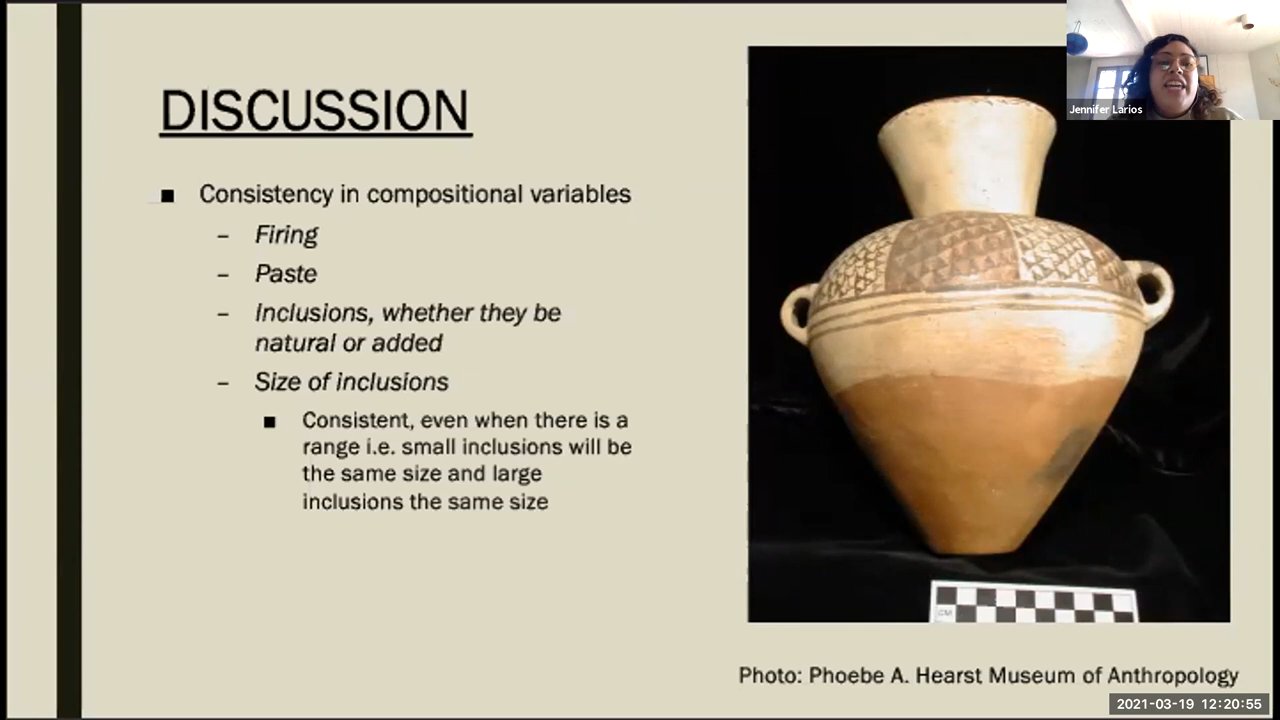 DISCUSSION
■ Consistency in compositional variables
– Firing
– Paste
– Inclusions, whether they be
natural or added
– Size of inclusions
■ Consistent, even when there is a
range i.e. small inclusions will be
the same size and large
inclusions the same size
Jennifer Larios
CM
Photo: Phoebe A. Hearst Museum of Anthropology
2021-03-19 12:20:55